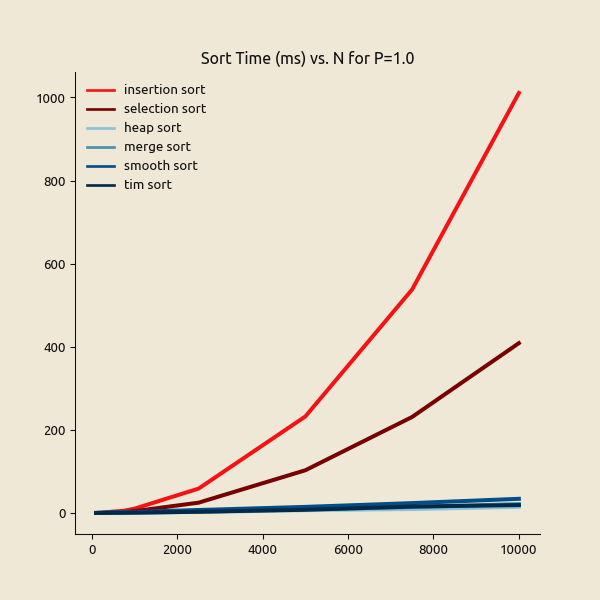 Sort Time (ms) vs. N for P=1.0
insertion sort
selection sort
heap sort
merge sort
smooth sort
tim sort
1000
800
600
400
200
0
0 2000 4000 6000 8000 10000